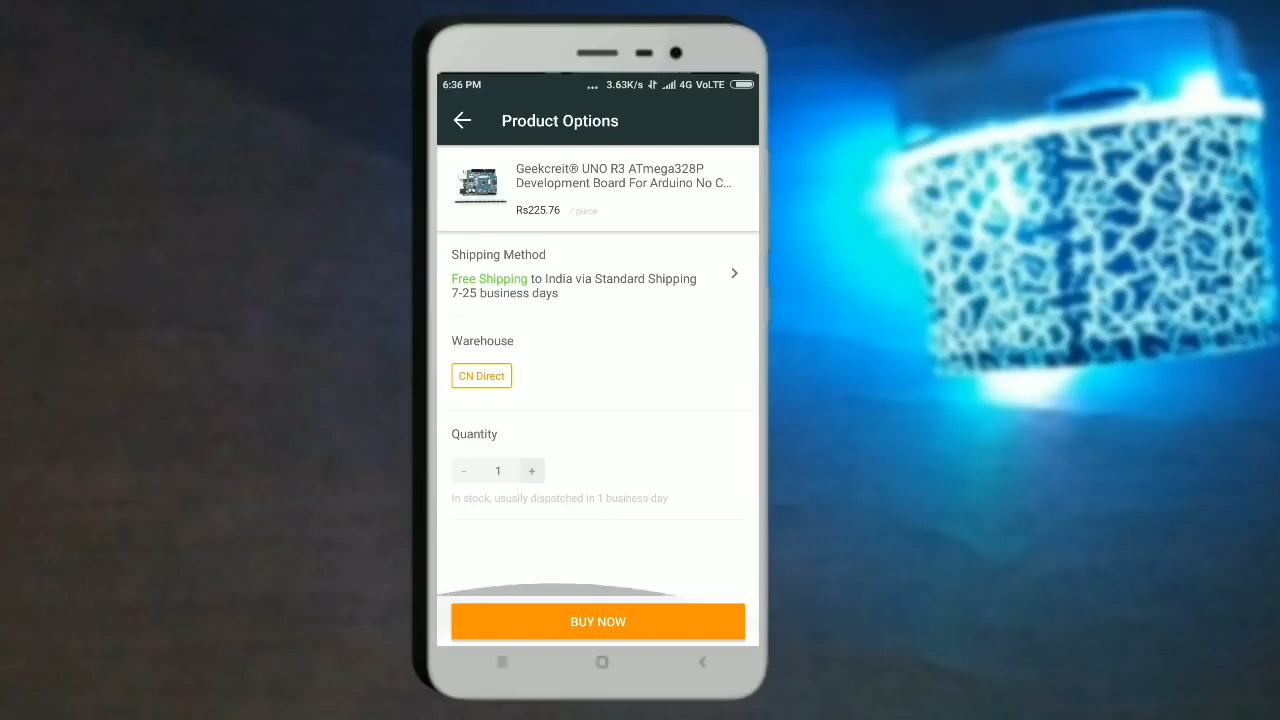 6:36 PM
... 3.63K/s 4G VoLTE
Product Options
Geekcreit® UNO R3 ATmega328P
Development Board For Arduino No C...
Rs225.76 / piece
Shipping Method
Free Shipping to India via Standard Shipping
7-25 business days
Warehouse
CN Direct
Quantity
- 1 +
In stock, usually dispatched in 1 business day
BUY NOW